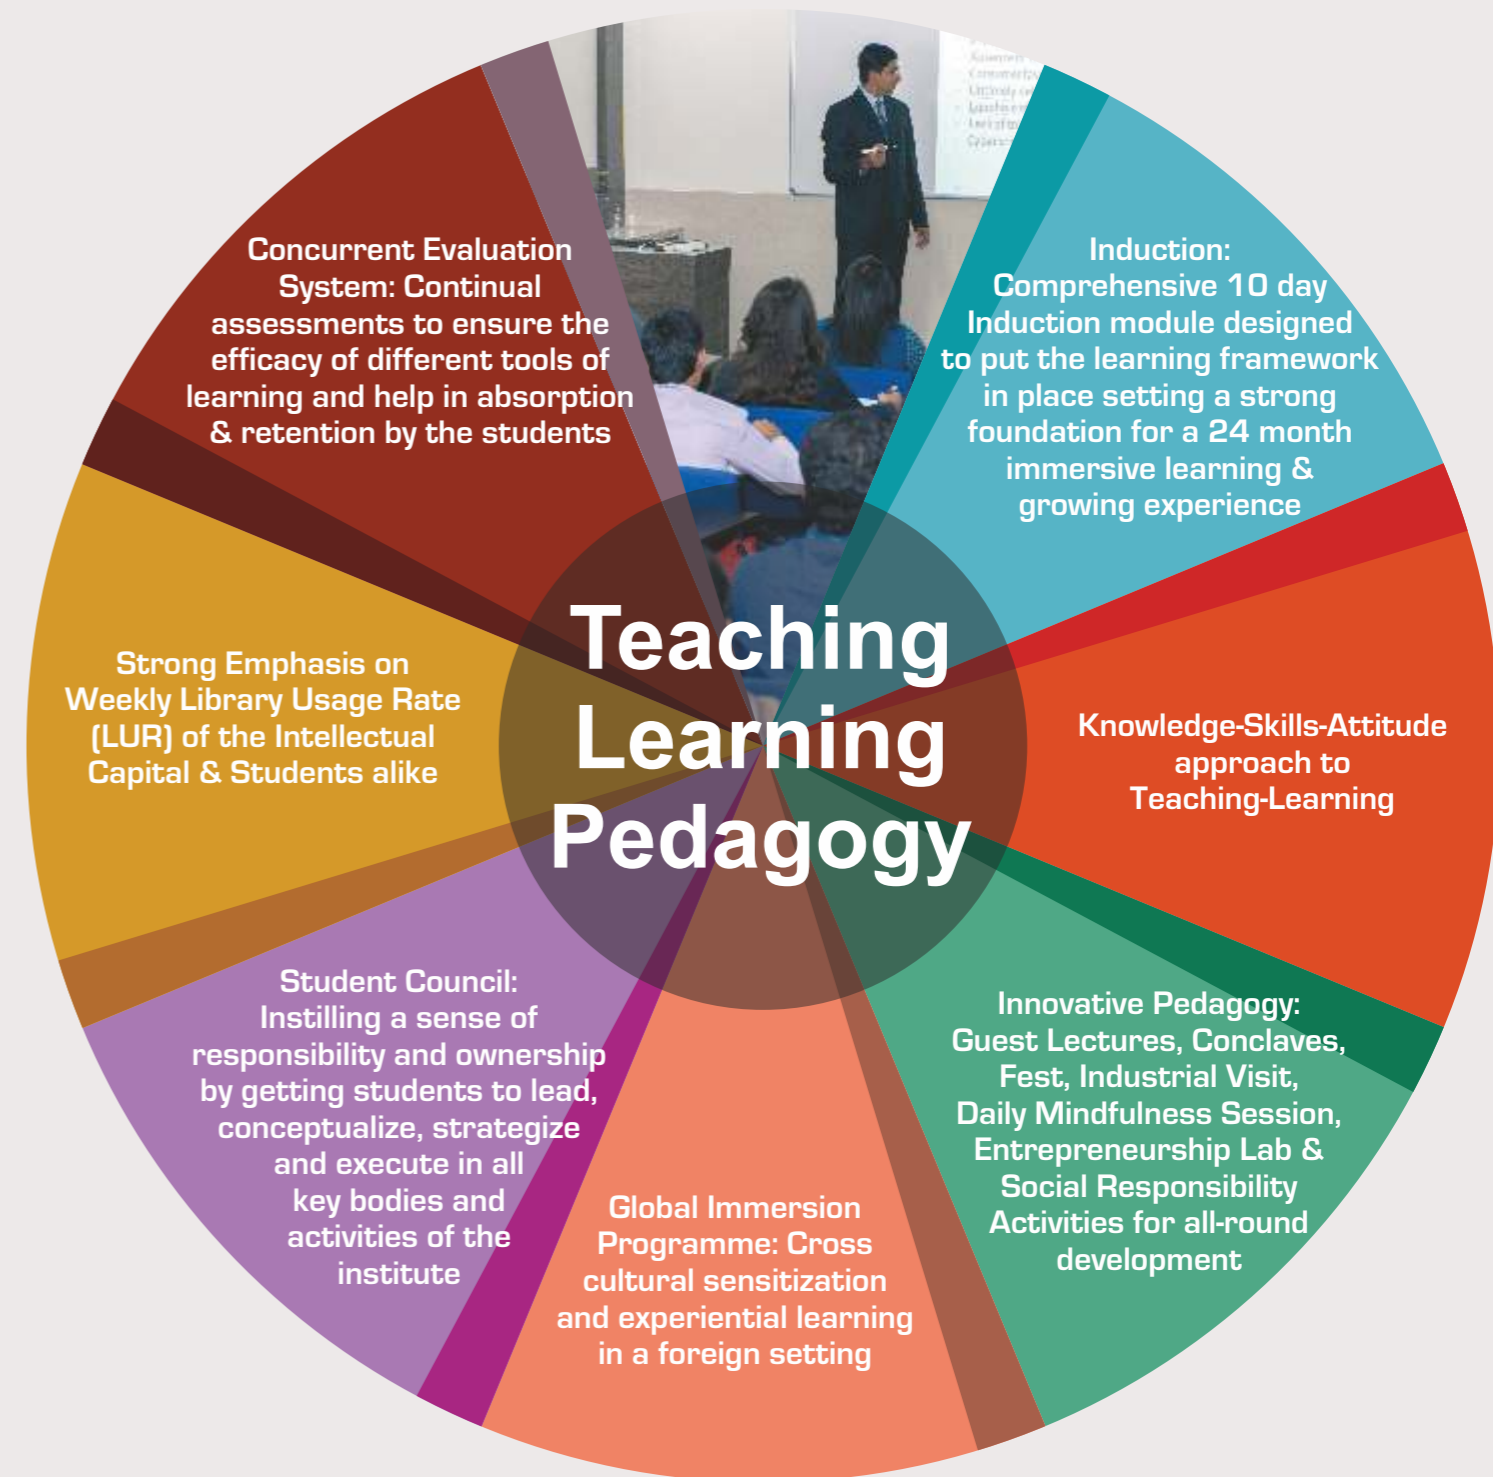 Teaching
Learning
Pedagogy
Induction:
Comprehensive 10 day
Induction module designed
to put the learning framework
in place setting a strong
foundation for a 24 month
immersive learning &
growing experience
Knowledge-Skills-Attitude
approach to
Teaching-Learning
Innovative Pedagogy:
Guest Lectures, Conclaves,
Fest, Industrial Visit,
Daily Mindfulness Session,
Entrepreneurship Lab &
Social Responsibility
Activities for all-round
development
Global Immersion
Programme: Cross
cultural sensitization
and experiential learning
in a foreign setting
Student Council:
Instilling a sense of
responsibility and ownership
by getting students to lead,
conceptualize, strategize
and execute in all
key bodies and
activities of the
institute
Strong Emphasis on
Weekly Library Usage Rate
(LUR) of the Intellectual
Capital & Students alike
Concurrent Evaluation
System: Continual
assessments to ensure the
efficacy of different tools of
learning and help in absorption
& retention by the students